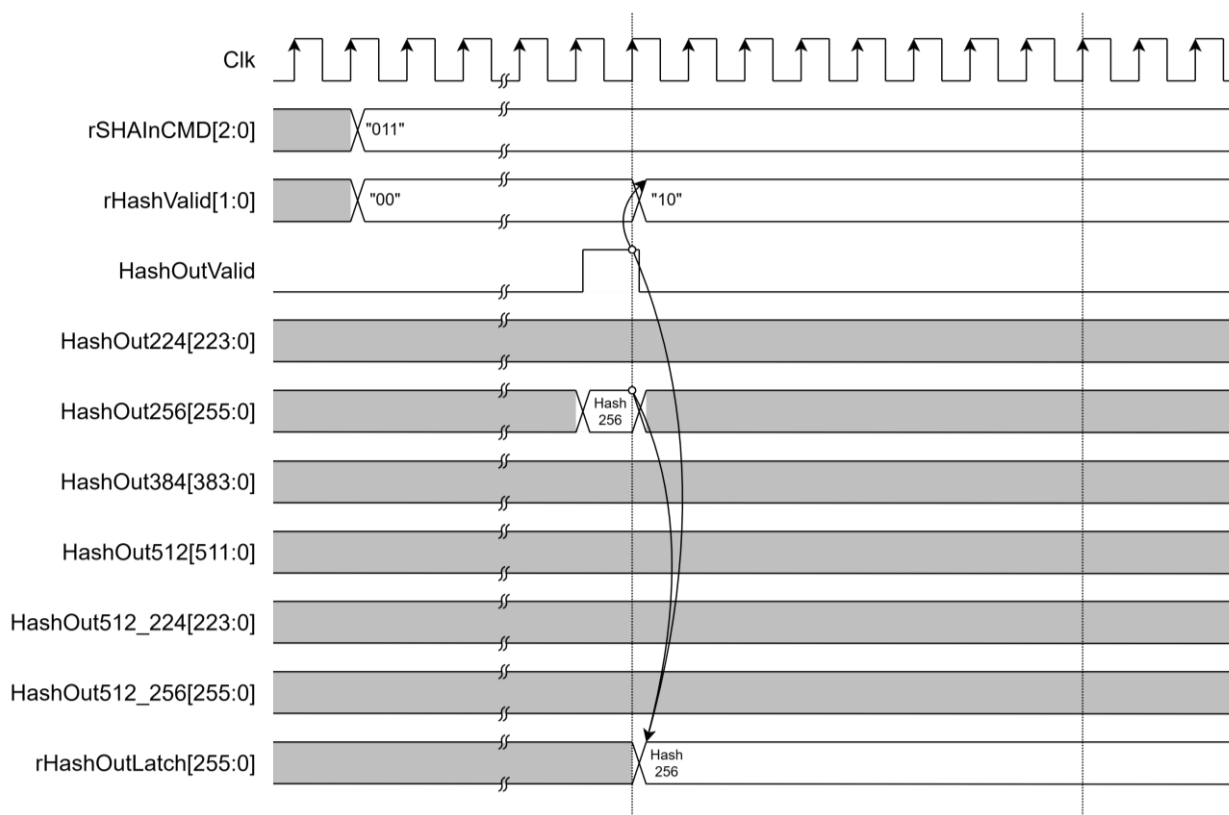 Clk
rSHAInCMD[2:0]
"011"
rHashValid[1:0]
"00"
"10"
HashOutValid
HashOut224[223:0]
HashOut256[255:0]
Hash
256
HashOut384[383:0]
HashOut512[511:0]
HashOut512_224[223:0]
HashOut512_256[255:0]
rHashOutLatch[255:0]
Hash
256